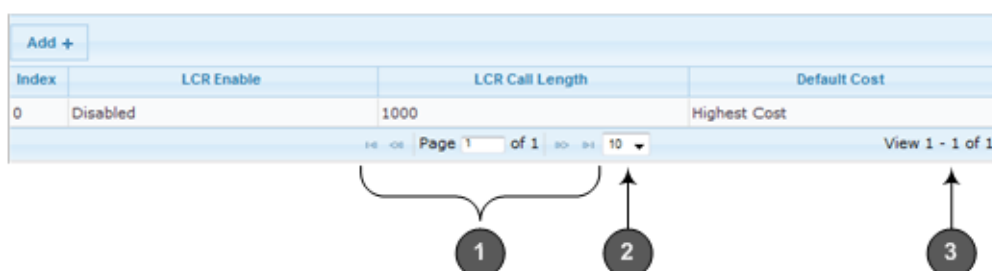 Add +
Index LCR Enable LCR Call Length Default Cost
0 Disabled 1000 Highest Cost
Page 1 of 1 10 View 1 - 1 of 1
1 2 3